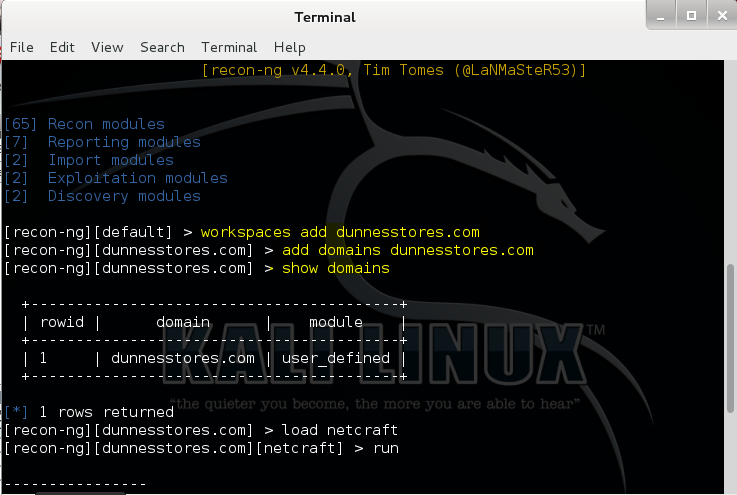 Terminal
File Edit View Search Terminal Help
[recon-ng v4.4.0, Tim Tomes (@LaNMaSteR53)]
[65] Recon modules
[7]  Reporting modules
[2]  Import modules
[2]  Exploitation modules
[2]  Discovery modules
[recon-ng][default] > workspaces add dunnesstores.com
[recon-ng][dunnesstores.com] > add domains dunnesstores.com
[recon-ng][dunnesstores.com] > show domains
+-----------------------------------------+
| rowid |      domain      |    module    |
+-----------------------------------------+
| 1     | dunnesstores.com | user_defined |
+-----------------------------------------+
KALI LINUX™
[*] 1 rows returned
"the quieter you become, the more you are able to hear"
[recon-ng][dunnesstores.com] > load netcraft
[recon-ng][dunnesstores.com][netcraft] > run
----------------